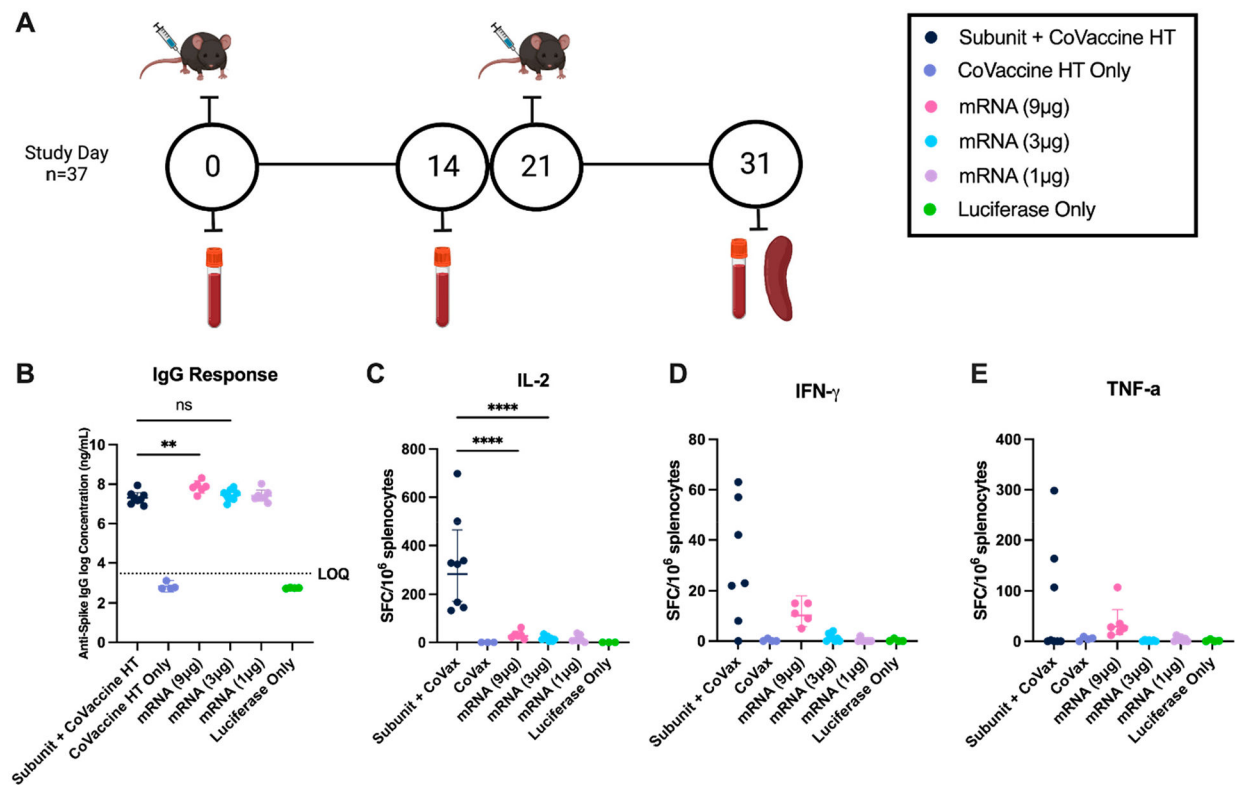 A
Study Day
n=37
0
14
21
31
Subunit + CoVaccine HT
CoVaccine HT Only
mRNA (9µg)
mRNA (3µg)
mRNA (1µg)
Luciferase Only
B
IgG Response
ns
**
Anti-Spike IgG log Concentration (ng/mL)
10
8
6
4
2
0
LOQ
Subunit + CoVaccine HT
CoVaccine HT Only
mRNA (9µg)
mRNA (3µg)
mRNA (1µg)
Luciferase Only
C
IL-2
****
****
SFC/10⁶ splenocytes
800
600
400
200
0
Subunit + CoVax
CoVax
mRNA (9µg)
mRNA (3µg)
mRNA (1µg)
Luciferase Only
D
IFN-γ
SFC/10⁶ splenocytes
80
60
40
20
0
Subunit + CoVax
CoVax
mRNA (9µg)
mRNA (3µg)
mRNA (1µg)
Luciferase Only
E
TNF-a
SFC/10⁶ splenocytes
400
300
200
100
0
Subunit + CoVax
CoVax
mRNA (9µg)
mRNA (3µg)
mRNA (1µg)
Luciferase Only